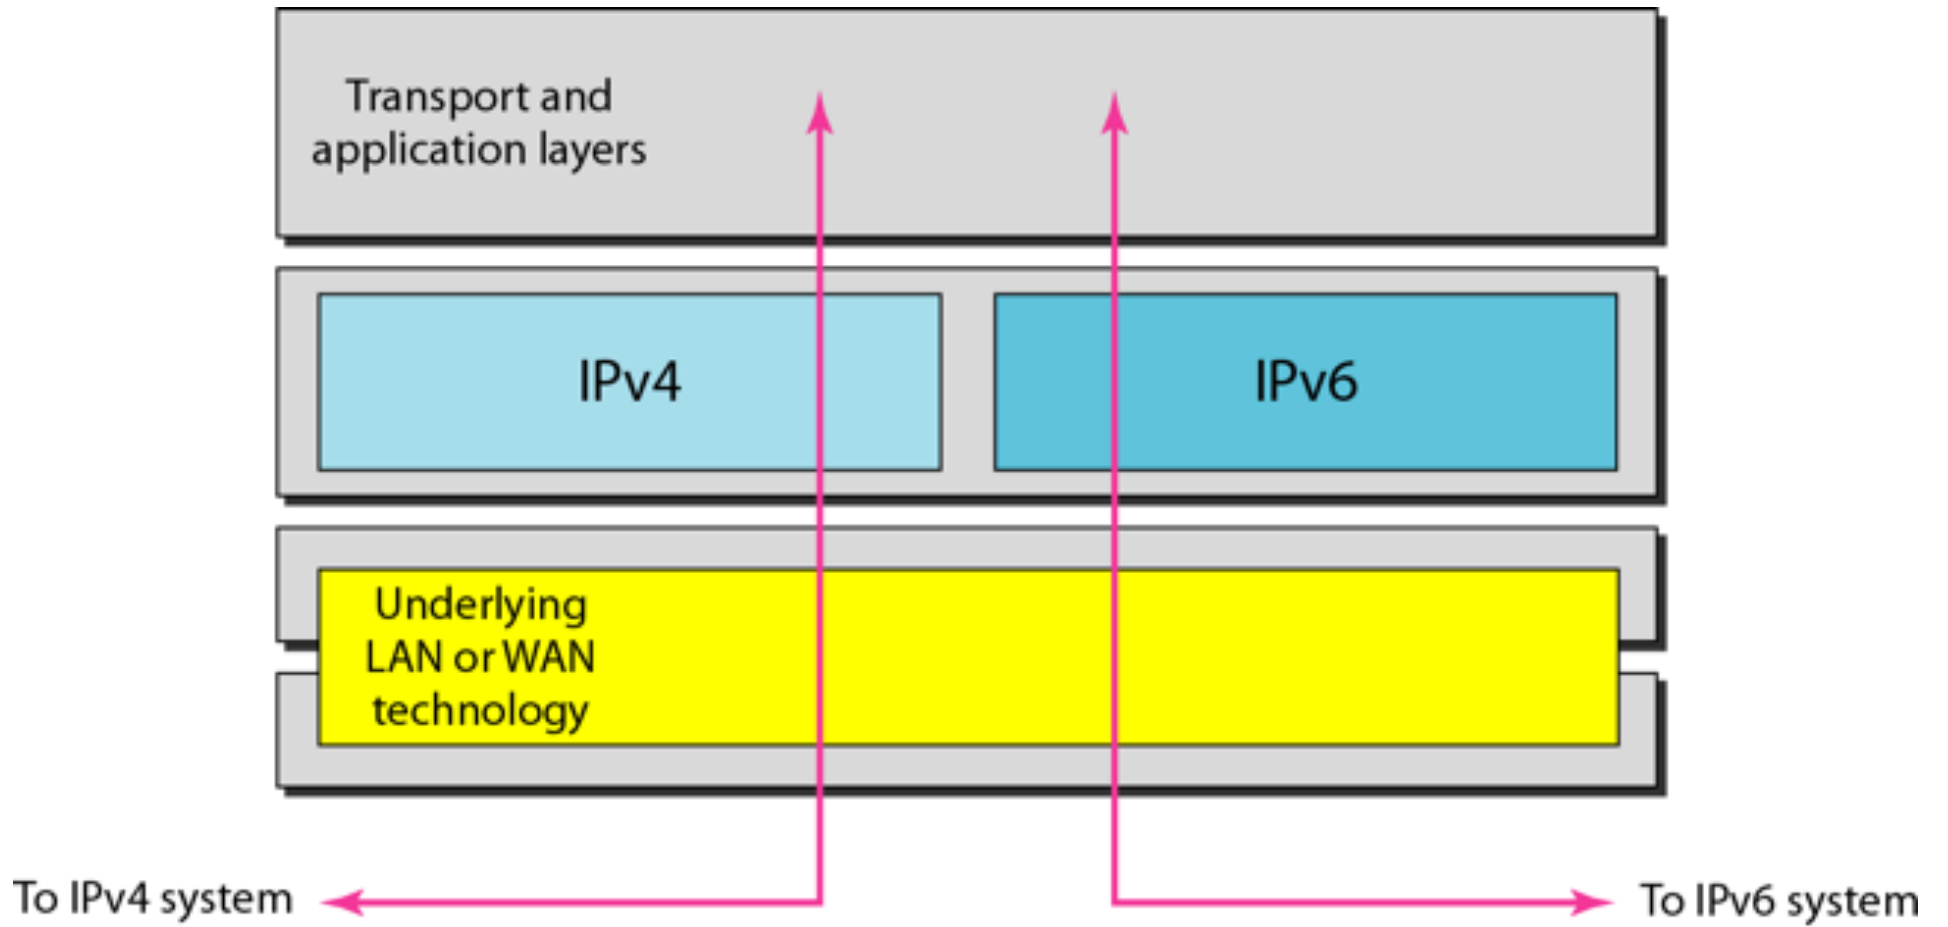 Transport and
application layers
IPv4
IPv6
Underlying
LAN or WAN
technology
To IPv4 system
To IPv6 system